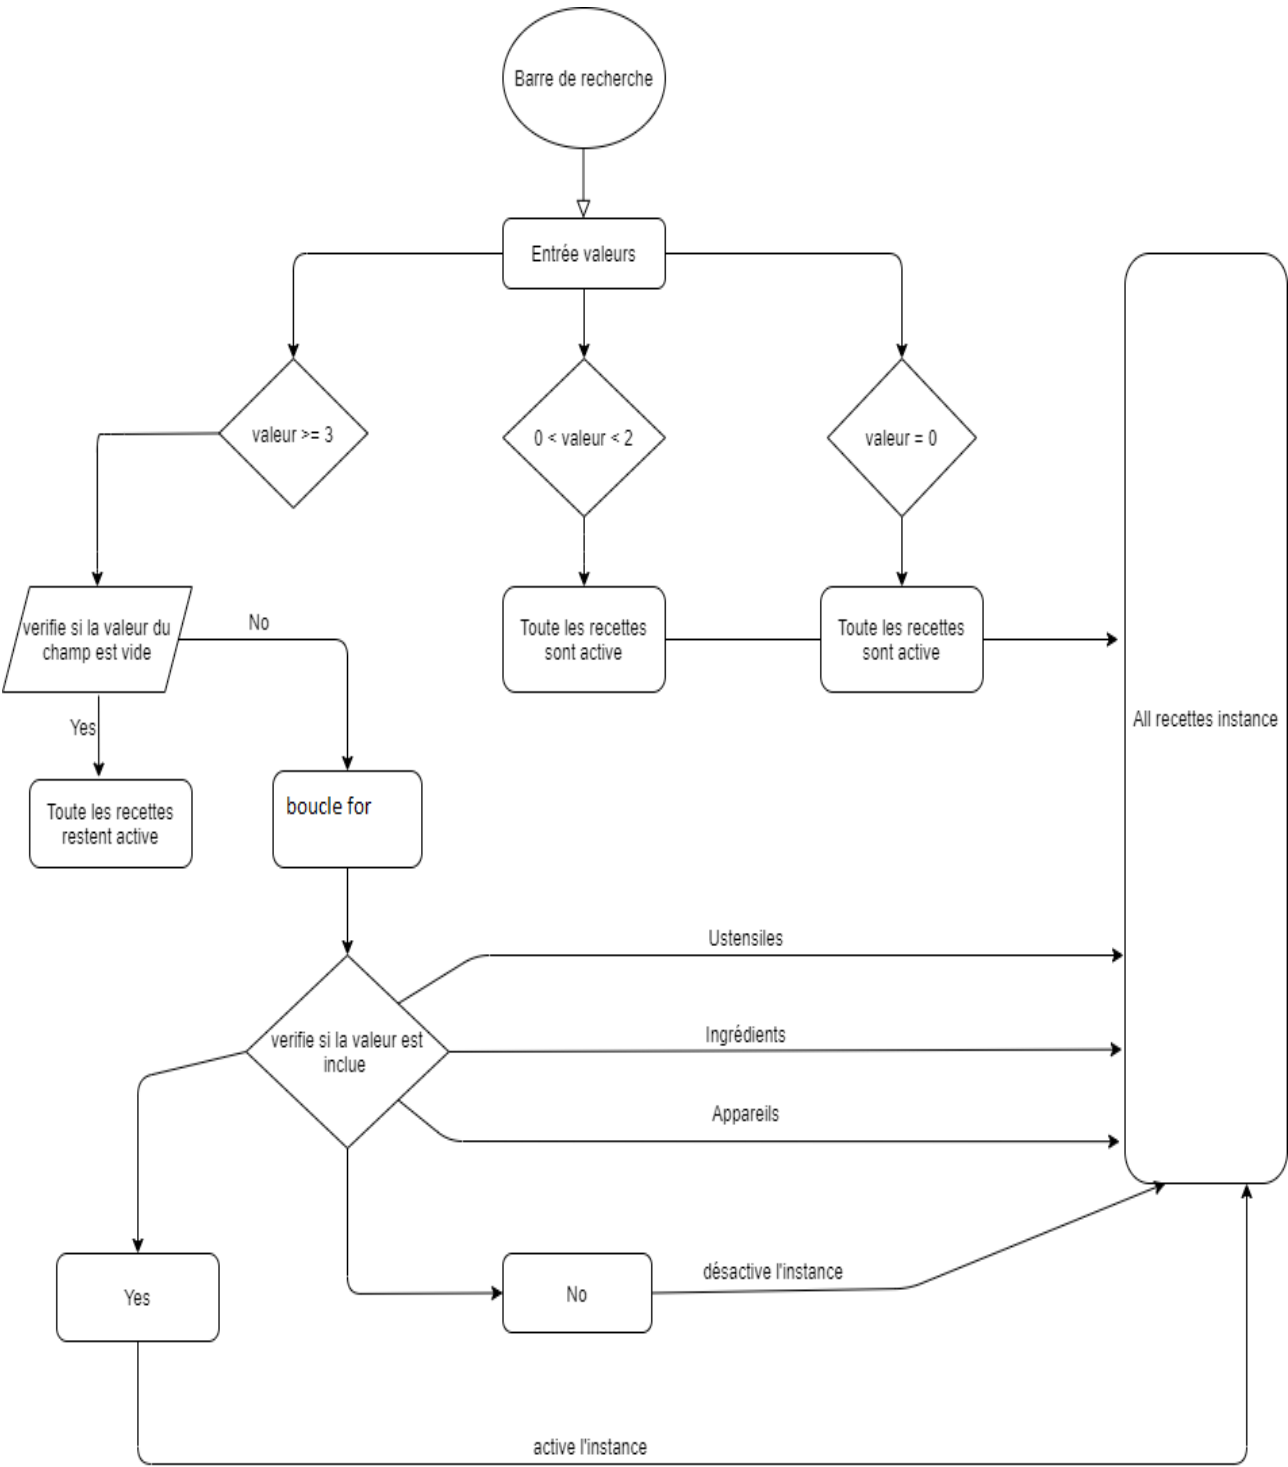 Barre de recherche
Entrée valeurs
valeur >= 3
0 < valeur < 2
valeur = 0
verifie si la valeur du
champ est vide
No
Toute les recettes
sont active
Toute les recettes
sont active
All recettes instance
Yes
Toute les recettes
restent active
boucle for
Ustensiles
verifie si la valeur est
inclue
Ingrédients
Appareils
Yes
No
désactive l'instance
active l'instance